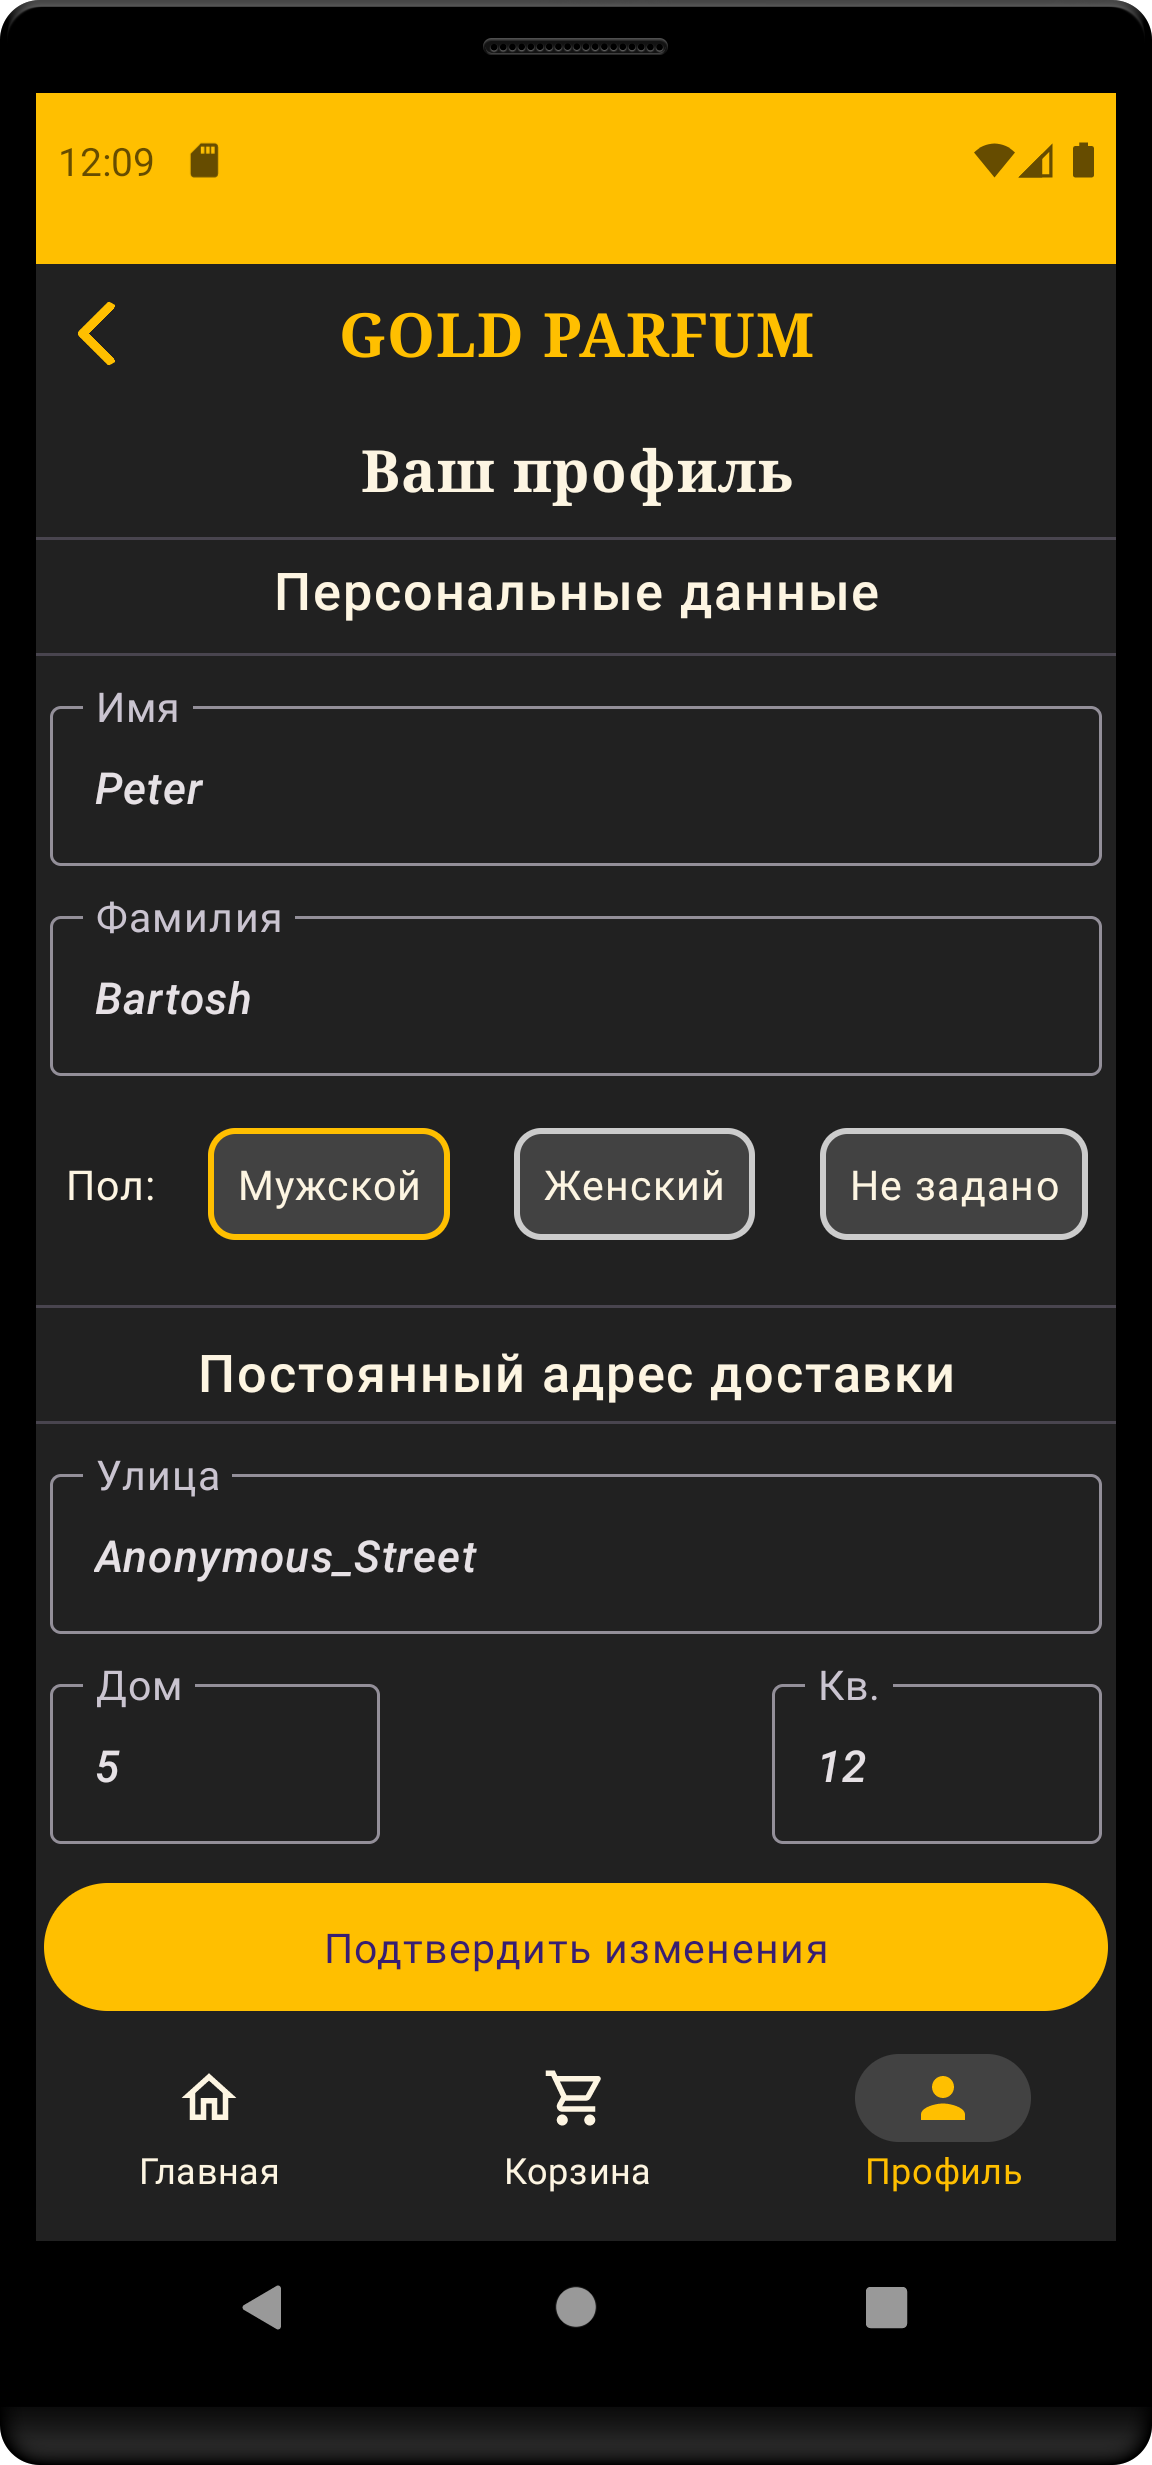 12:09
GOLD PARFUM
Ваш профиль
Персональные данные
Имя
Peter
Фамилия
Bartosh
Пол: Мужской Женский Не задано
Постоянный адрес доставки
Улица
Anonymous_Street
Дом Кв.
5 12
Подтвердить изменения
Главная Корзина Профиль